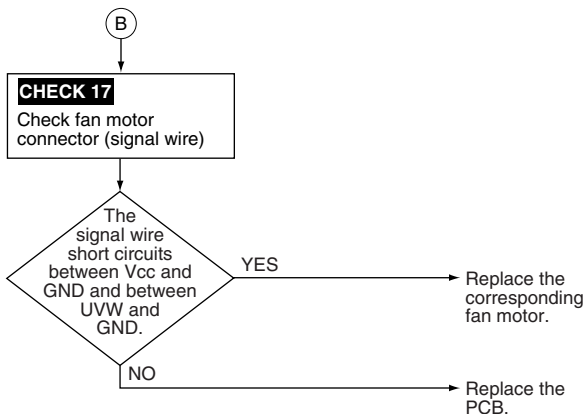 B
CHECK 17
Check fan motor
connector (signal wire)
The
signal wire
short circuits
between Vcc and
GND and between
UVW and
GND.
YES
Replace the
corresponding
fan motor.
NO
Replace the
PCB.